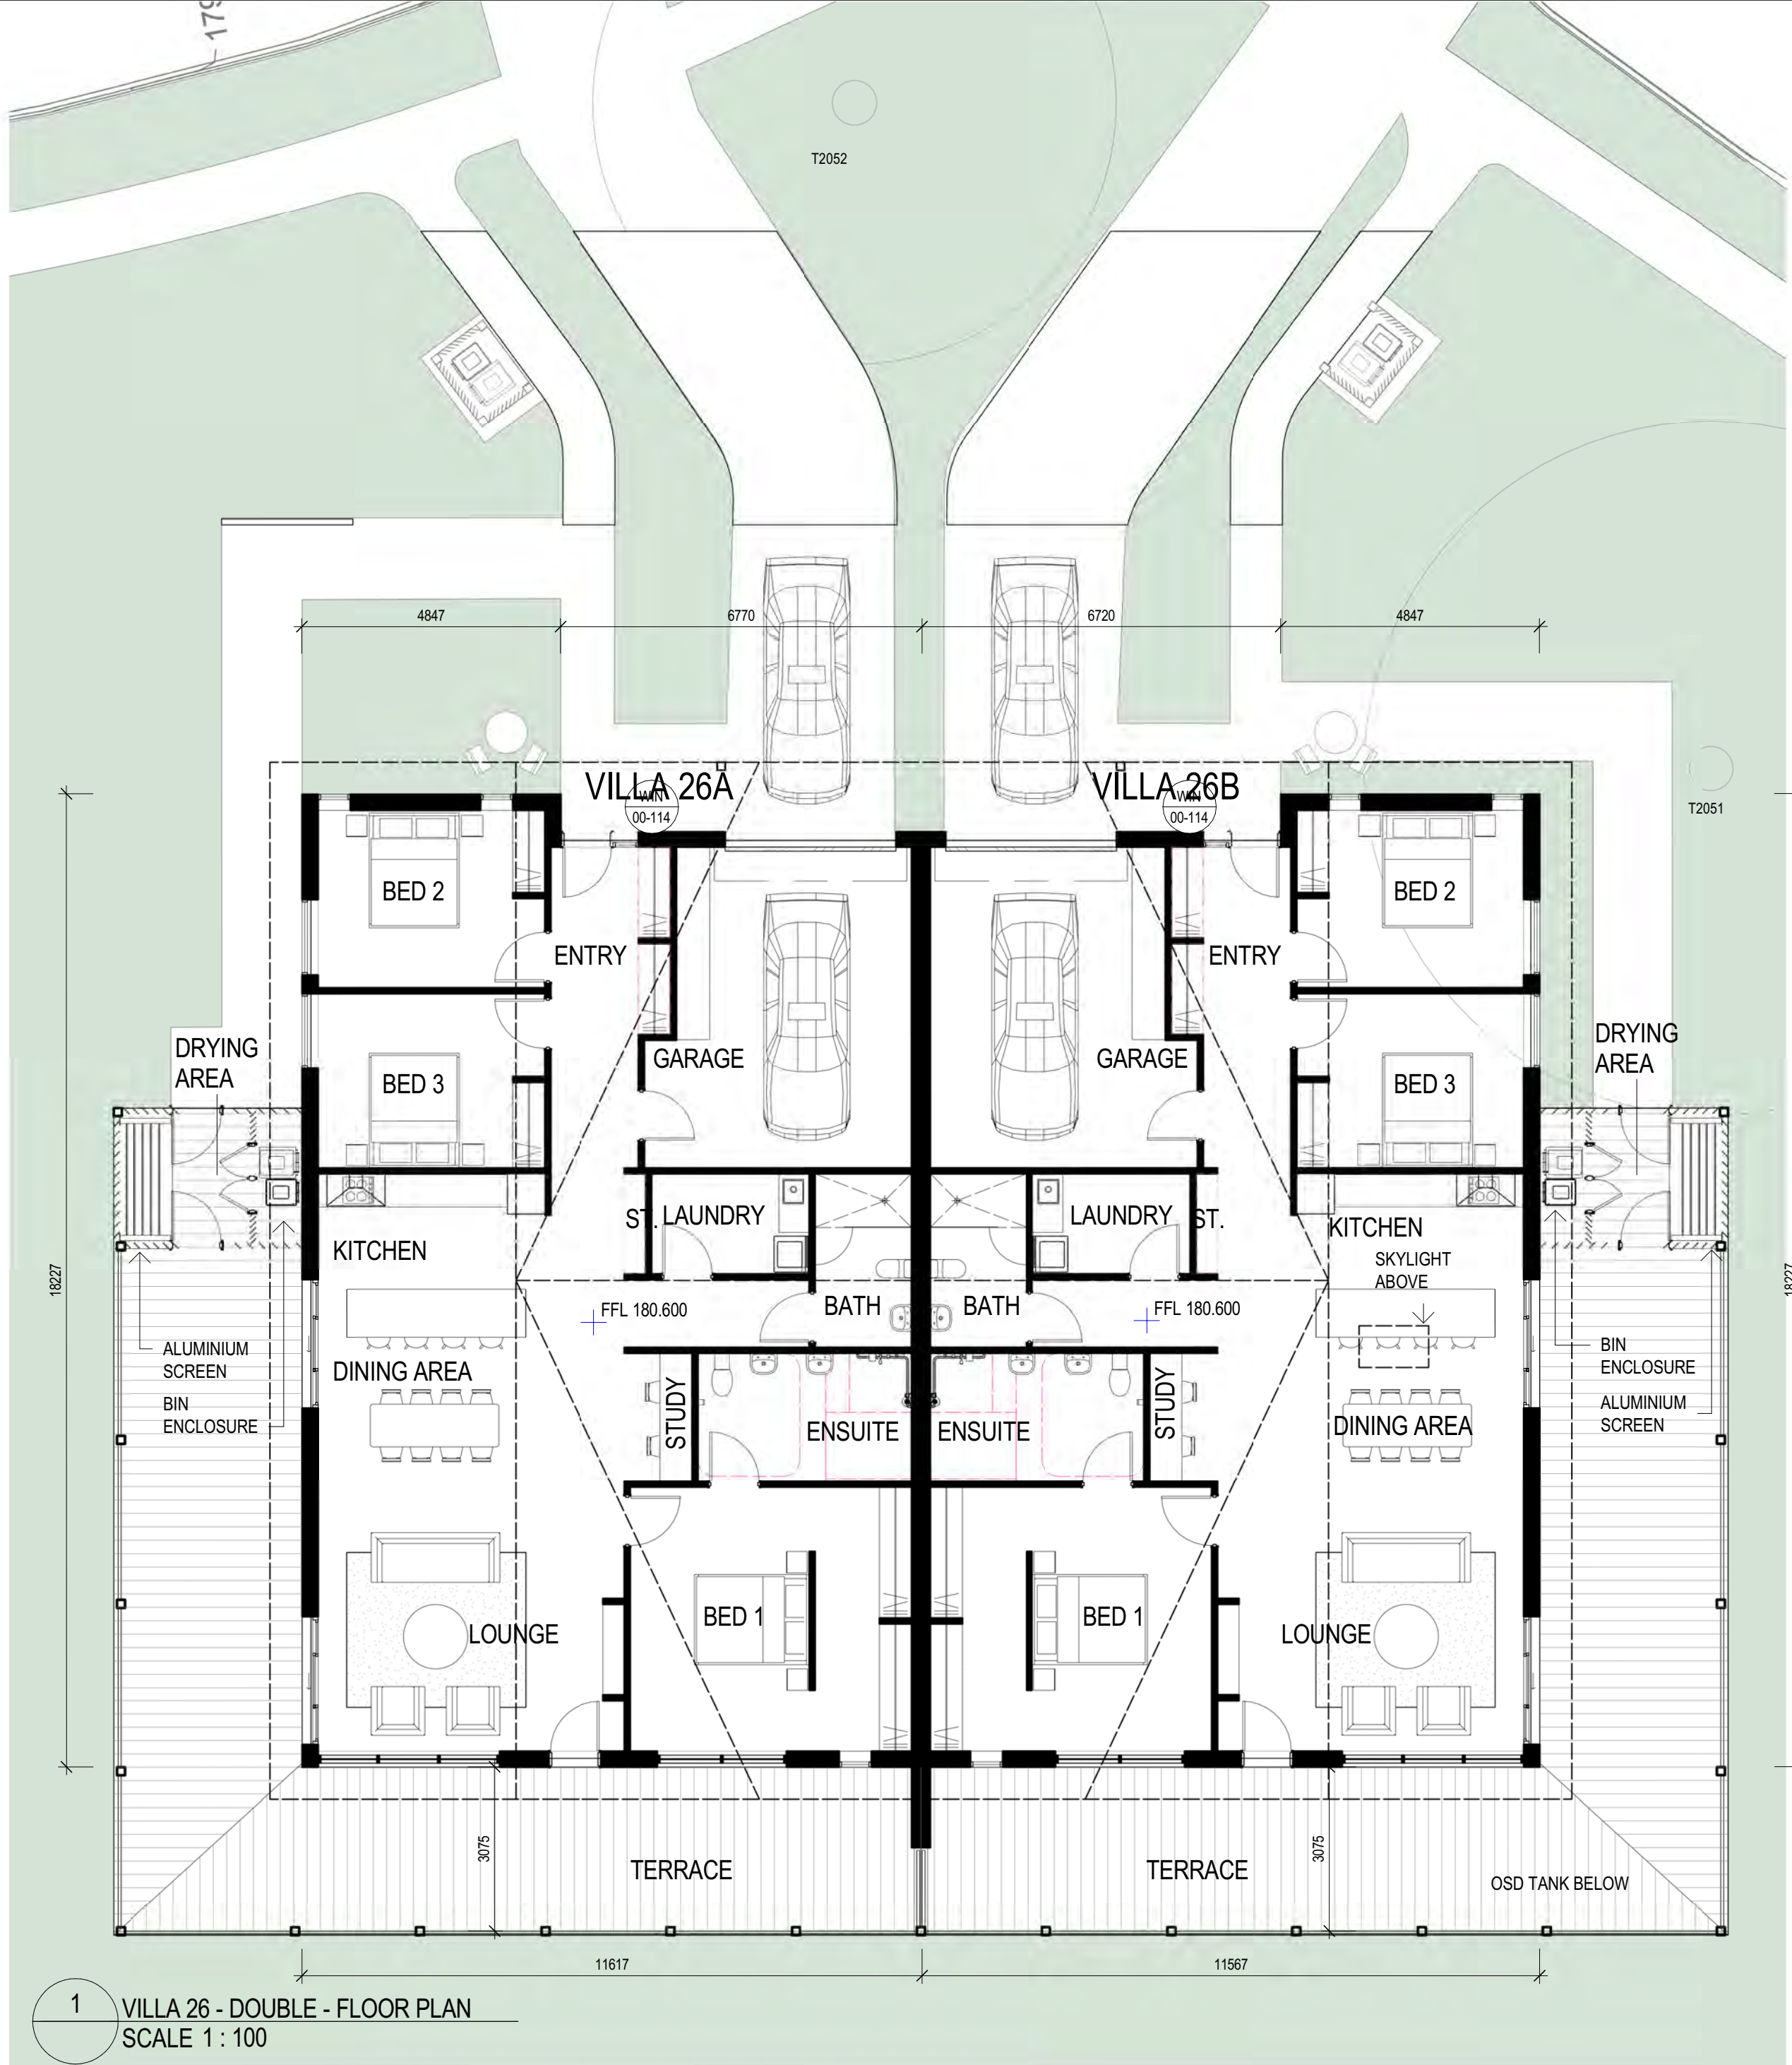 179
T2052
4847
6770
6720
4847
VILLA 26A
VILLA 26B
WIN
00-114
WIN
00-114
T2051
BED 2
BED 2
ENTRY
ENTRY
DRYING
AREA
DRYING
AREA
GARAGE
GARAGE
BED 3
BED 3
ST.
LAUNDRY
LAUNDRY
ST.
KITCHEN
KITCHEN
SKYLIGHT
ABOVE
18227
18227
BATH
BATH
FFL 180.600
FFL 180.600
ALUMINIUM
SCREEN
BIN
ENCLOSURE
DINING AREA
BIN
ENCLOSURE
ALUMINIUM
SCREEN
STUDY
STUDY
ENSUITE
ENSUITE
DINING AREA
BED 1
BED 1
LOUNGE
LOUNGE
3075
3075
TERRACE
TERRACE
OSD TANK BELOW
11617
11567
1
VILLA 26 - DOUBLE - FLOOR PLAN
SCALE 1 : 100